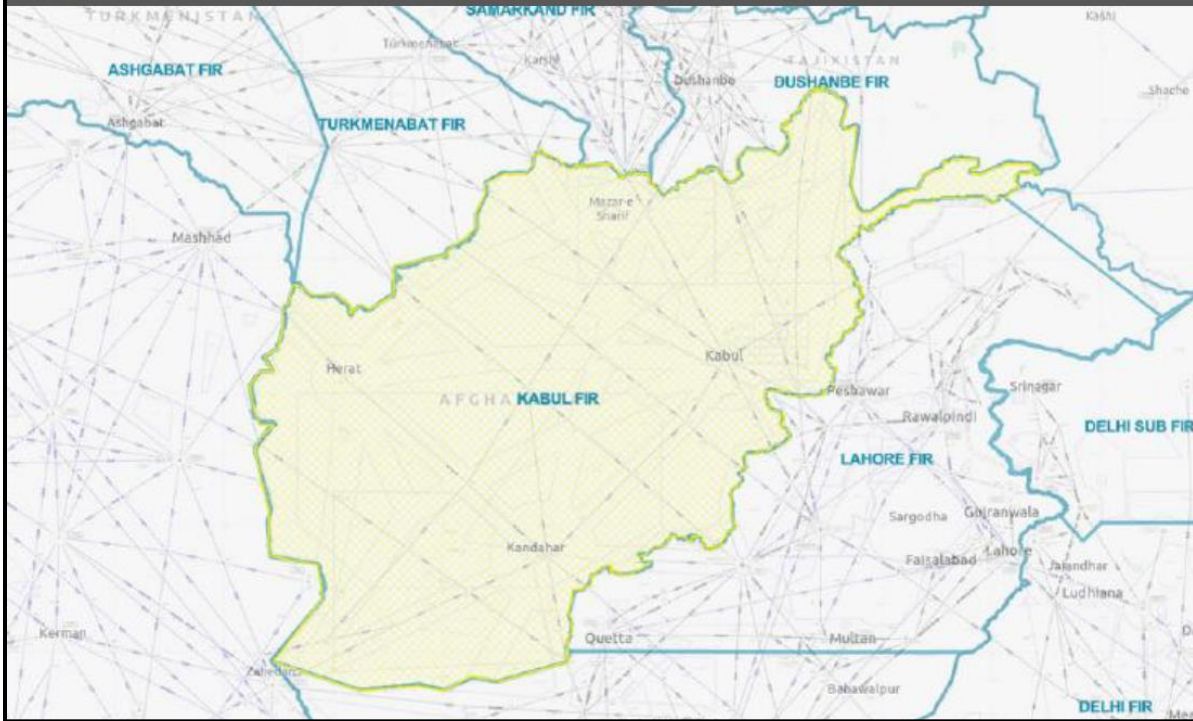 TURKMENISTAN
SAMARKAND FIR
Kashi
Türkmenabat
Karshi
TAJIKISTAN
ASHGABAT FIR
Dushanbe
DUSHANBE FIR
Shache
Ashgabat
TURKMENABAT FIR
Mazar-e
Sharif
Mashhad
Kabul
Herat
Peshawar
Srinagar
AFGHA KABUL FIR
Rawalpindi
DELHI SUB FIR
LAHORE FIR
Sargodha
Gujranwala
Kandahar
Faisalabad
Lahore
Jalandhar
Ludhiana
Kerman
Quetta
Multan
Zahedan
Bahawalpur
DELHI FIR